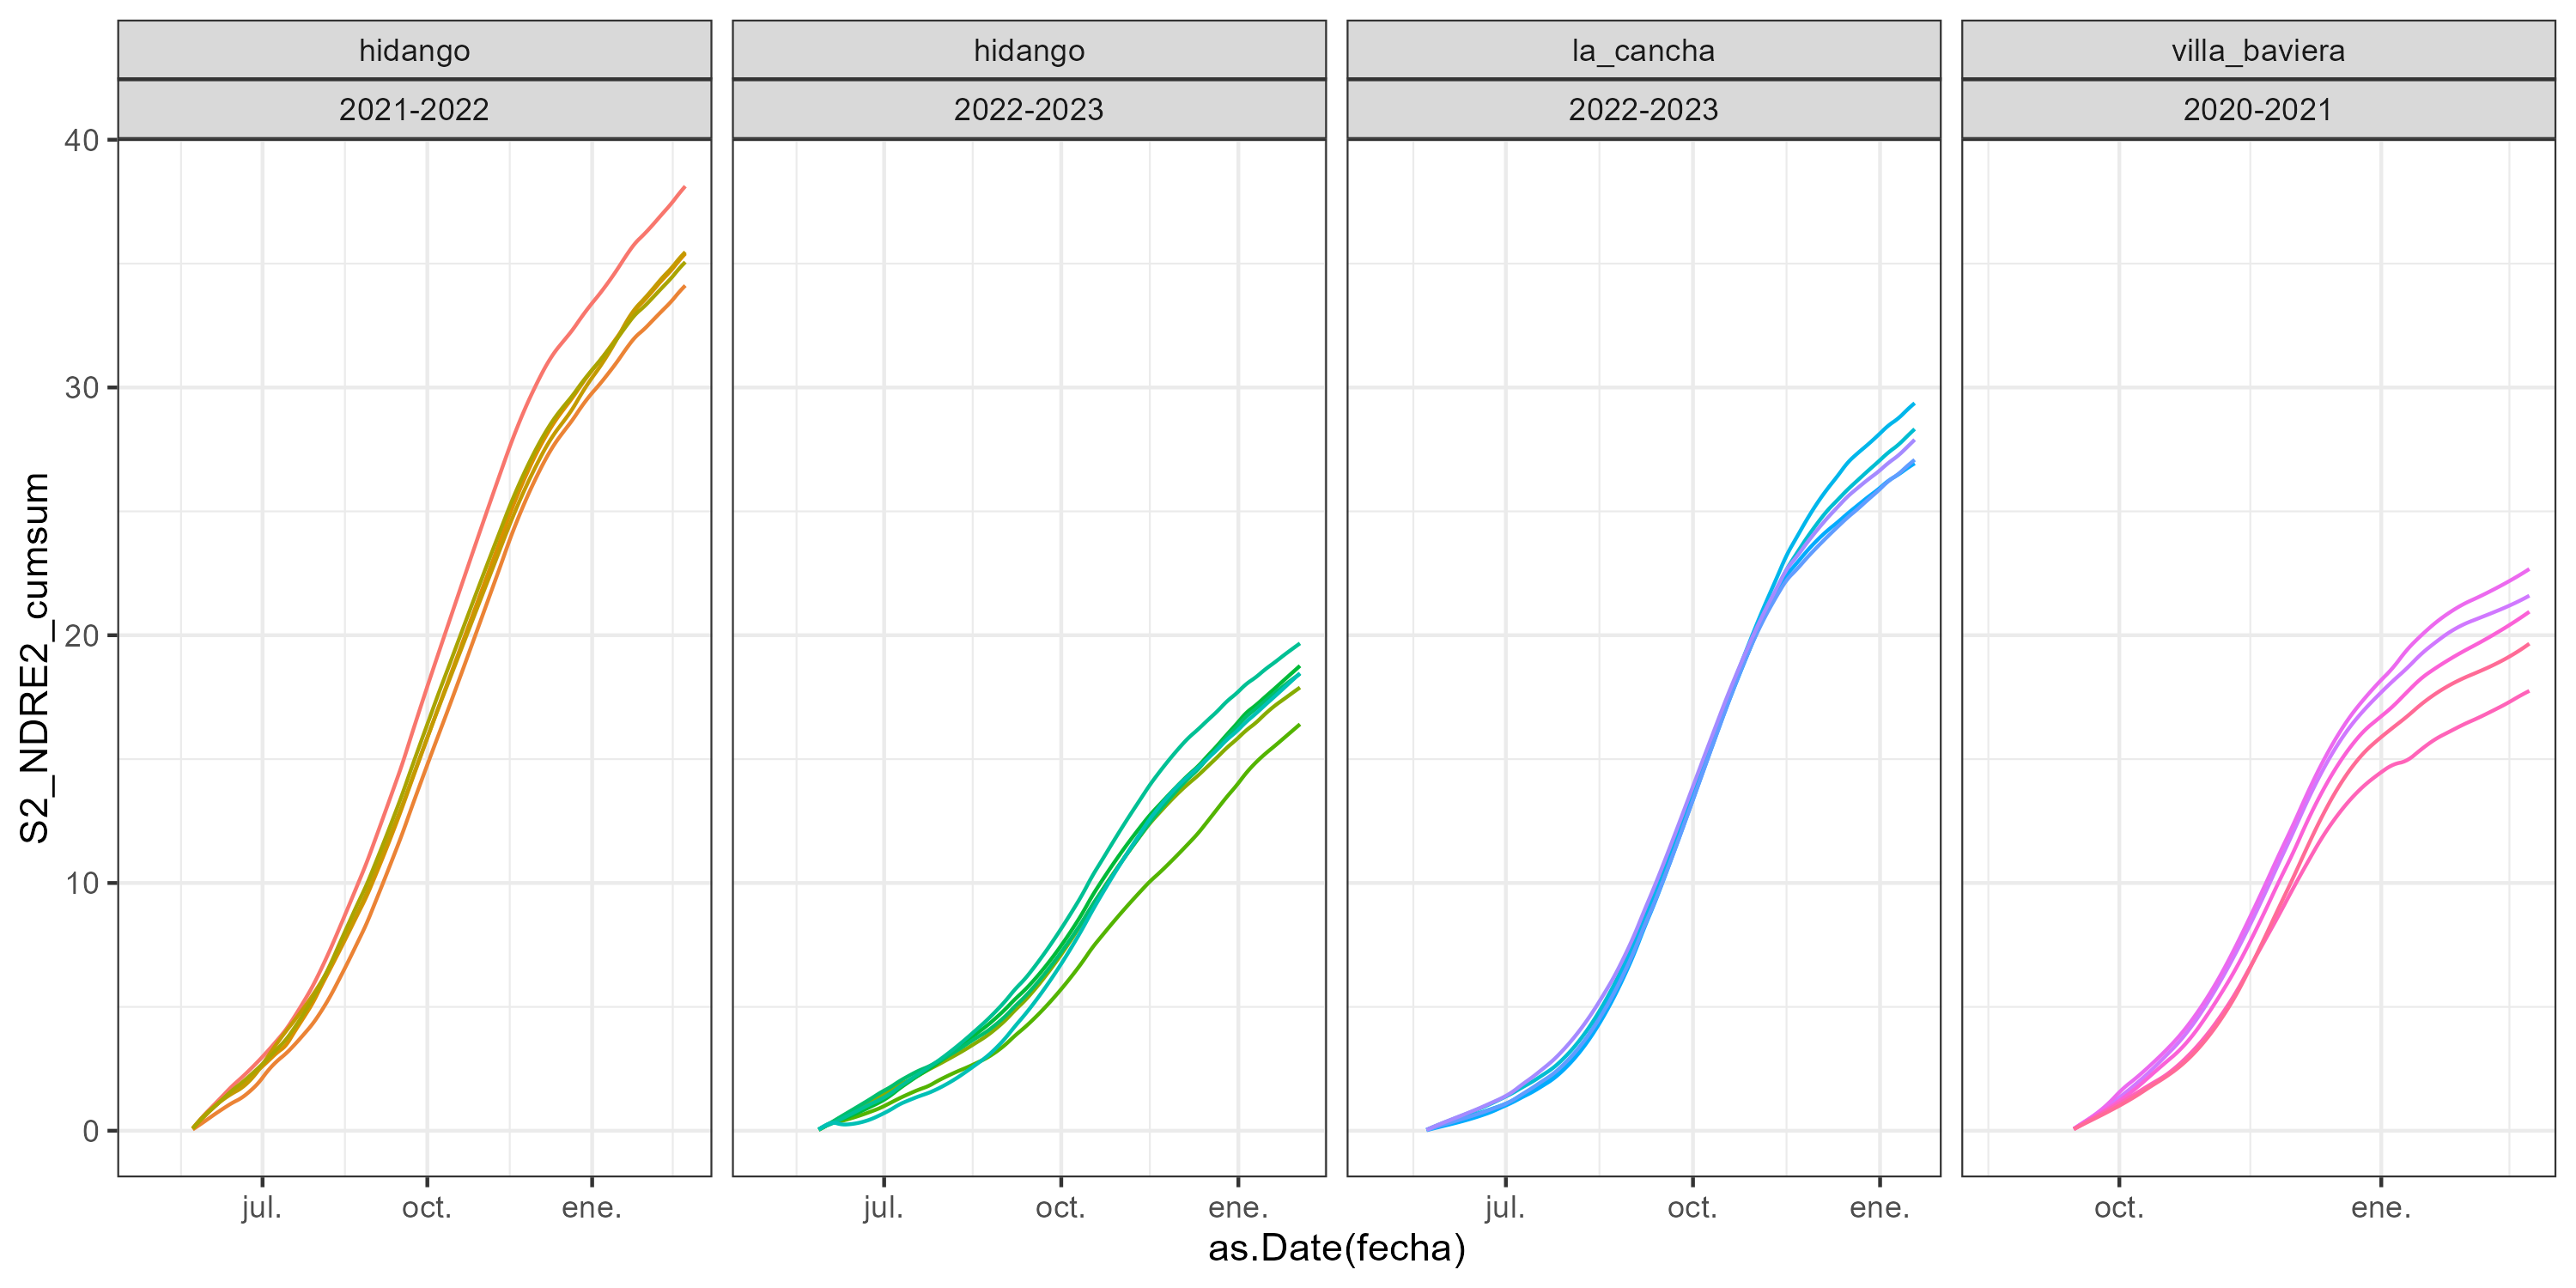 hidango hidango la_cancha villa_baviera
2021-2022 2022-2023 2022-2023 2020-2021
40
30
20
10
0
S2_NDRE2_cumsum
jul. oct. ene. jul. oct. ene. jul. oct. ene. oct. ene.
as.Date(fecha)